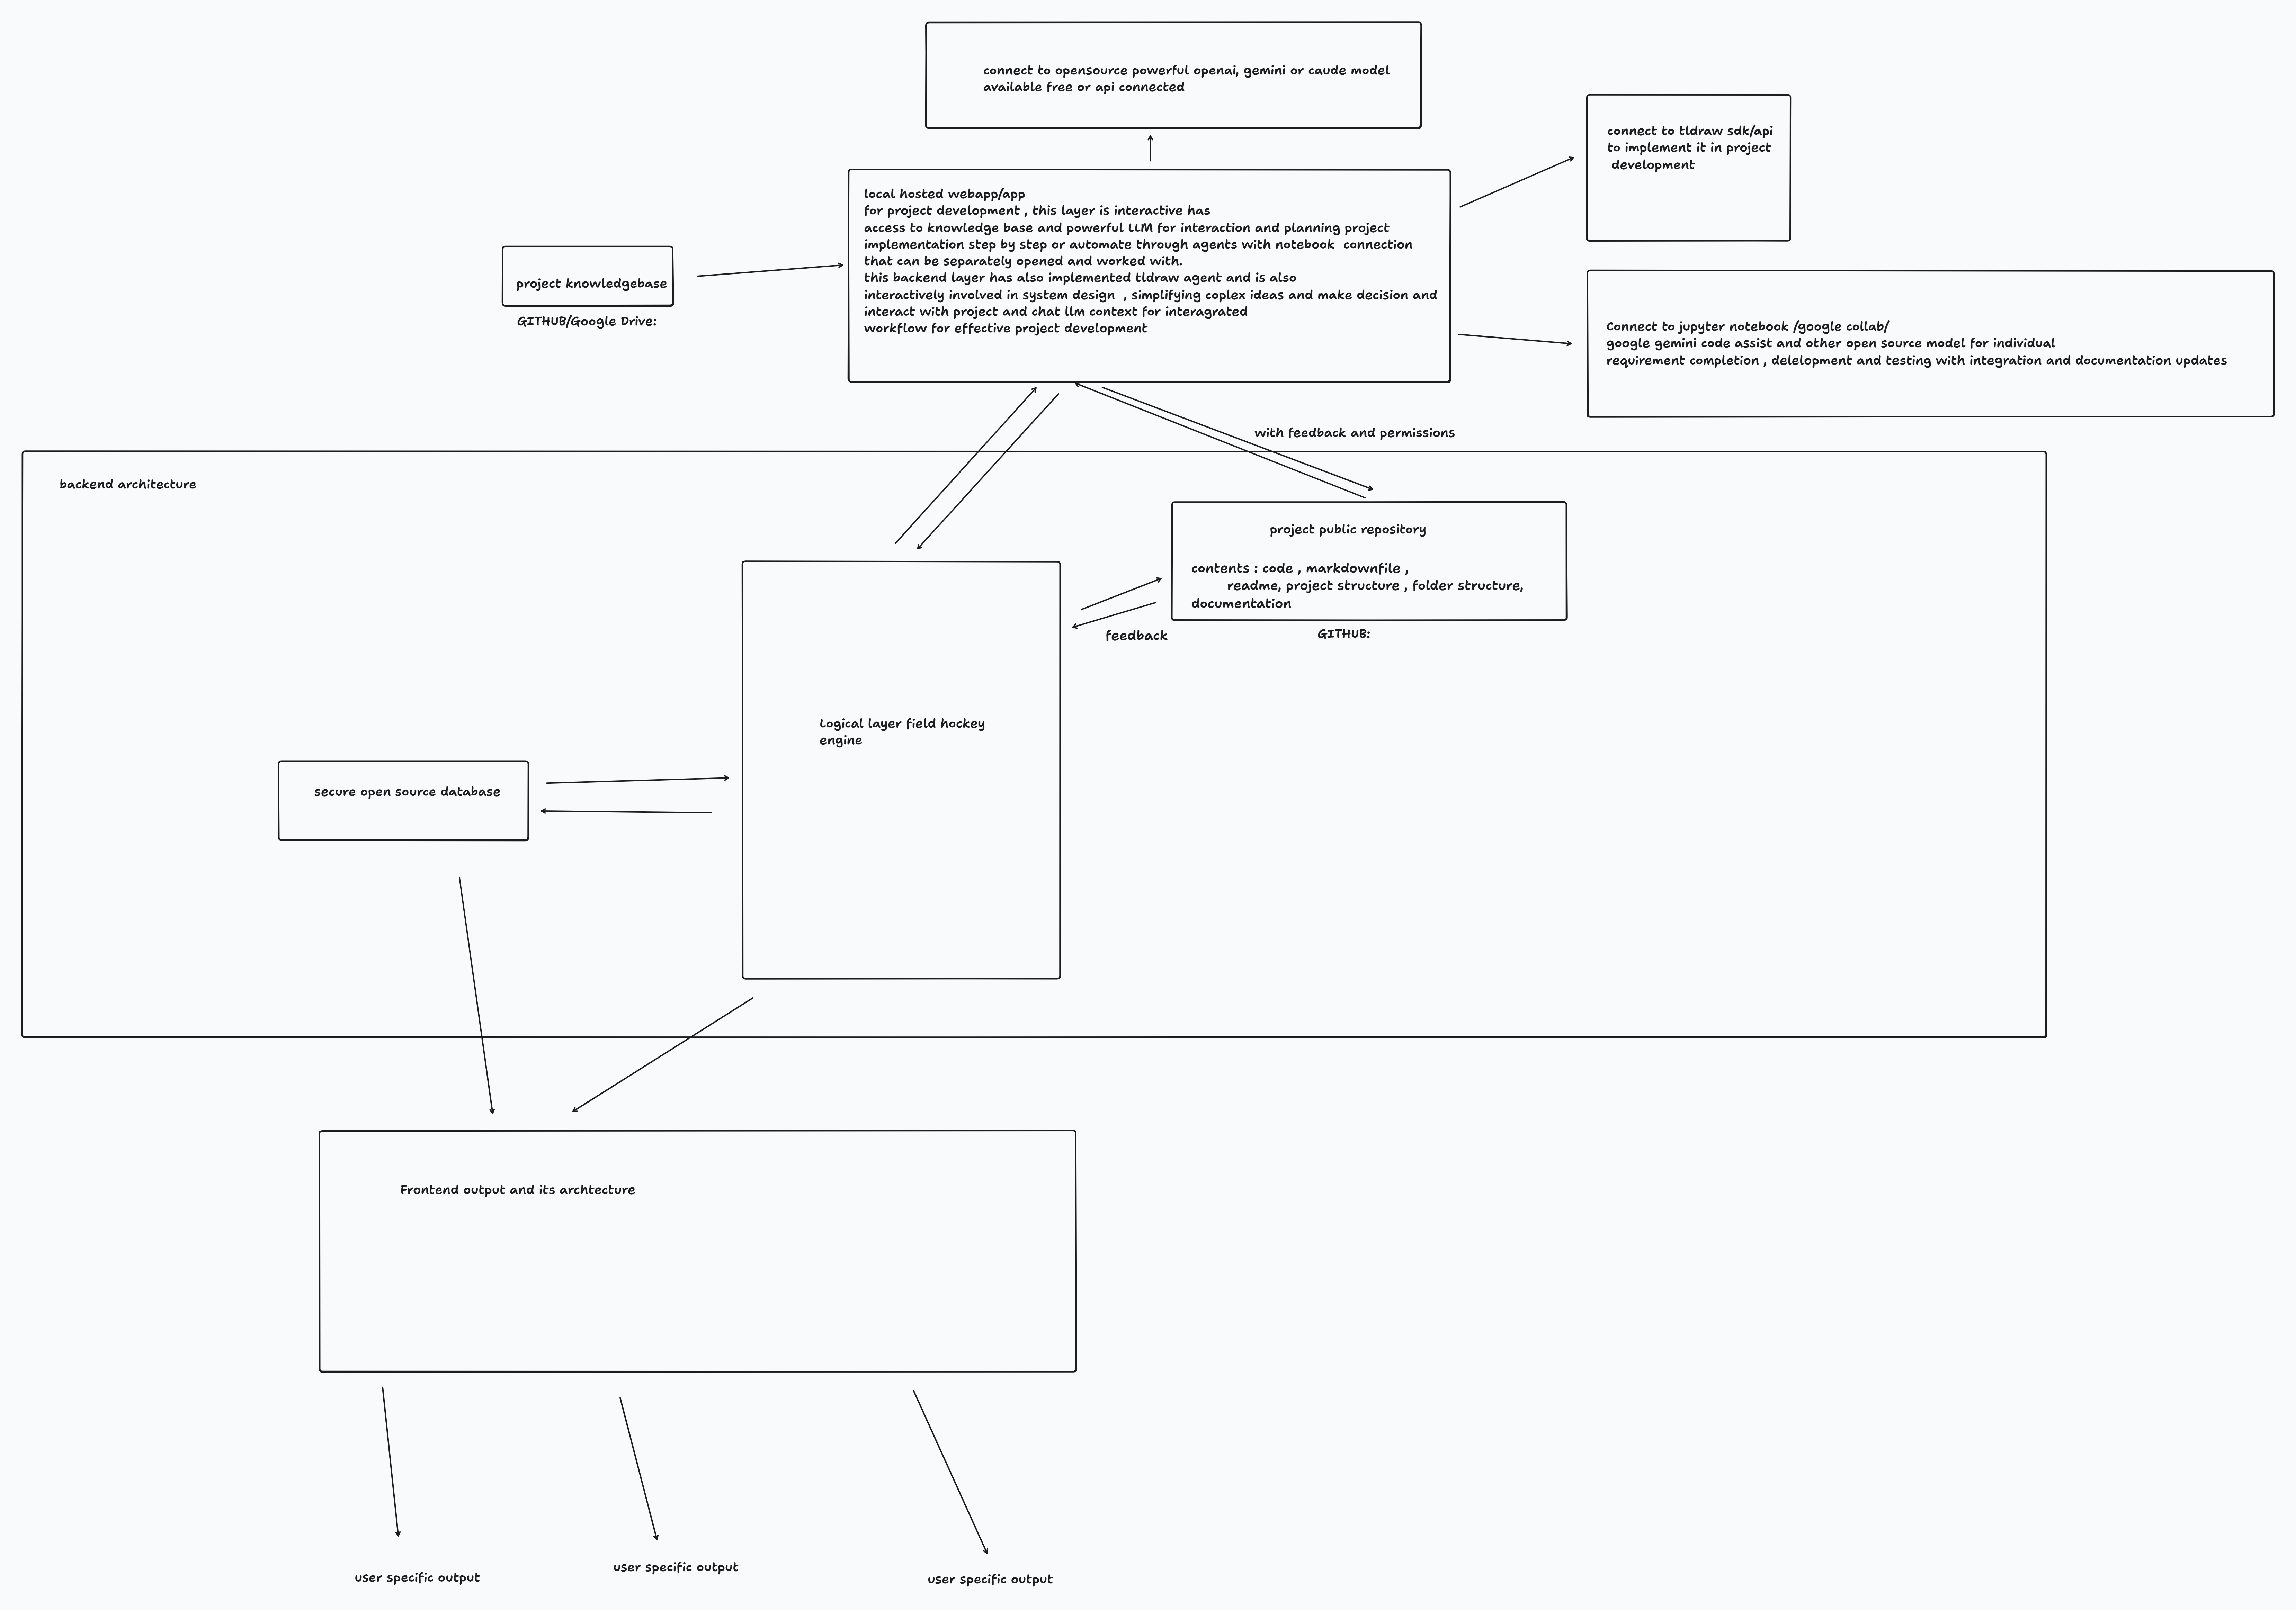 connect to opensource powerful openai, gemini or caude model
available free or api connected
connect to tldraw sdk/api
to implement it in project
development
local hosted webapp/app
for project development , this layer is interactive has
access to knowledge base and powerful LLM for interaction and planning project
implementation step by step or automate through agents with notebook connection
that can be separately opened and worked with.
this backend layer has also implemented tldraw agent and is also
interactively involved in system design , simplifying coplex ideas and make decision and
interact with project and chat llm context for interagrated
workflow for effective project development
project knowledgebase
GITHUB/Google Drive:
Connect to jupyter notebook /google collab/
google gemini code assist and other open source model for individual
requirement completion , delelopment and testing with integration and documentation updates
with feedback and permissions
backend architecture
project public repository
contents : code , markdownfile ,
readme, project structure , folder structure,
documentation
GITHUB:
feedback
Logical layer field hockey
engine
secure open source database
Frontend output and its archtecture
user specific output
user specific output
user specific output